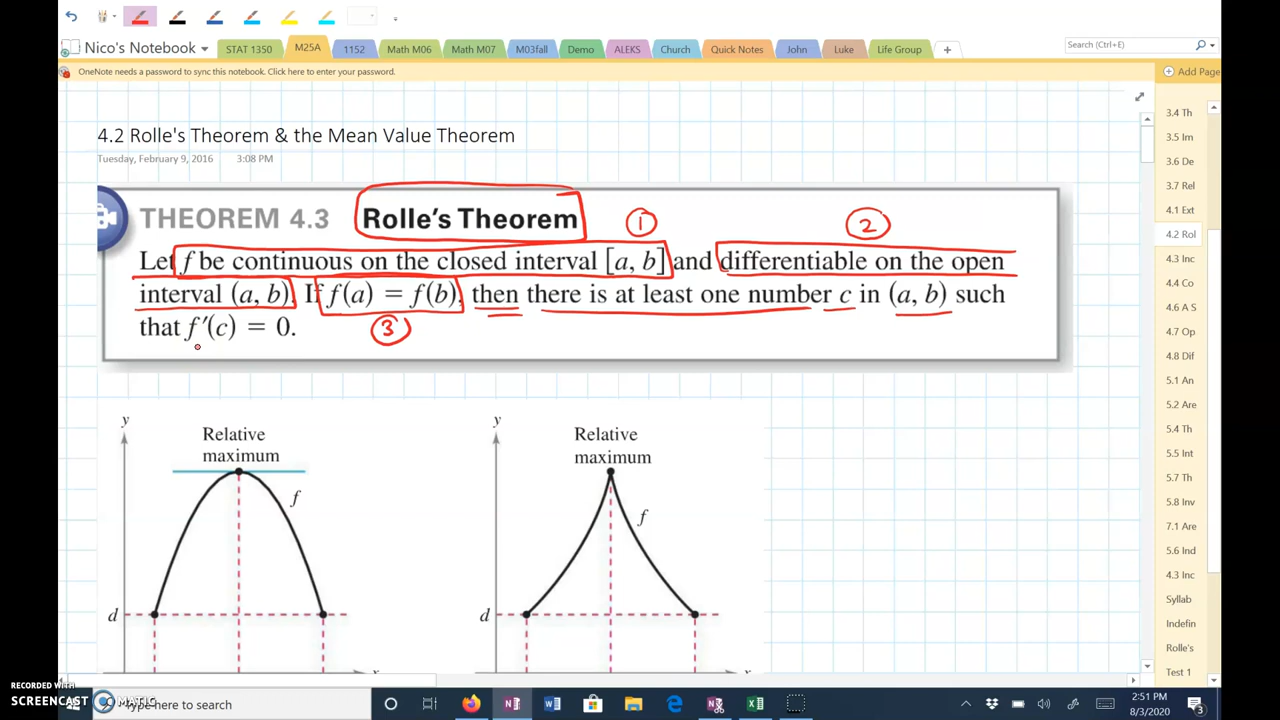 Nico's Notebook
STAT 1350
M25A
1152
Math M06
Math M07
M03fall
Demo
ALEKS
Church
Quick Notes
John
Luke
Life Group
Search (Ctrl+E)
OneNote needs a password to sync this notebook. Click here to enter your password.
Add Page
4.2 Rolle's Theorem & the Mean Value Theorem
Tuesday, February 9, 2016 3:08 PM
THEOREM 4.3 Rolle's Theorem
1 2
Let f be continuous on the closed interval [a, b] and differentiable on the open
interval (a, b). If f(a) = f(b), then there is at least one number c in (a, b) such
that f′(c) = 0.
3
y
Relative
maximum
f
d
y
Relative
maximum
f
d
x
x
3.4 Th
3.5 Im
3.6 De
3.7 Rel
4.1 Ext
4.2 Rol
4.3 Inc
4.4 Co
4.5 Cu
4.7 Op
4.8 Dif
5.1 An
5.2 Are
5.4 Th
5.5 Int
5.7 Th
5.8 Inv
7.1 Are
5.6 Ind
4.3 Inc
Syllab
Indefin
Rolle's
Test 1
RECORDED WITH
SCREENCAST MATIC
Type here to search
2:51 PM
8/3/2020
3